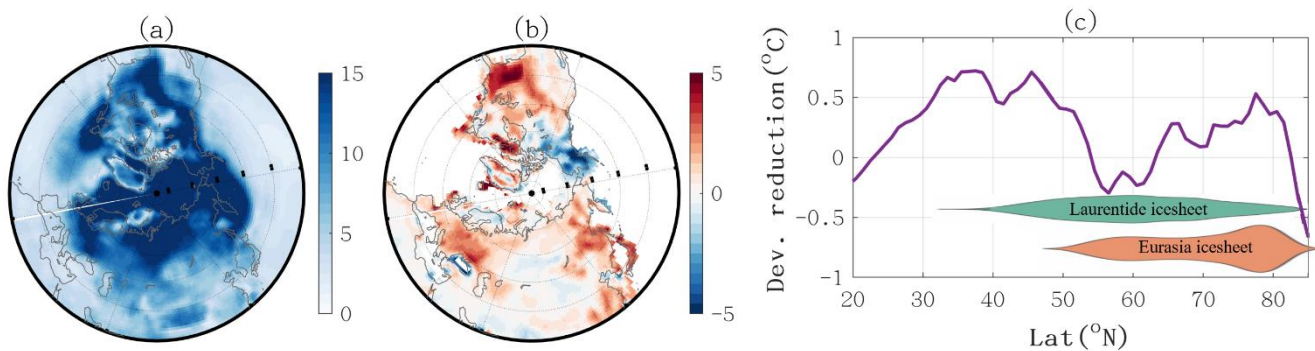 (a)
15
10
5
0
(b)
5
0
-5
(c)
Dev. reduction(°C)
1
0.5
0
-0.5
-1
Laurentide icesheet
Eurasia icesheet
20 30 40 50 60 70 80
Lat(°N)